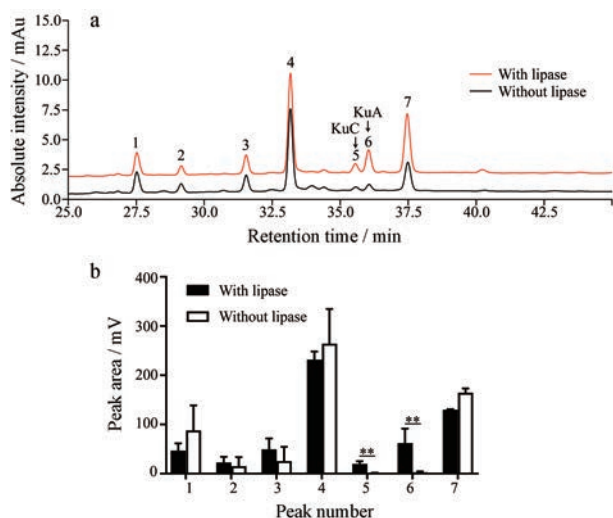 a
15.0
12.5
10.0
7.5
5.0
2.5
0
Absolute intensity / mAu
4
With lipase
Without lipase
1
2
3
KuC
KuA
5
6
7
25.0 27.5 30.0 32.5 35.0 37.5 40.0 42.5
Retention time / min
b
400
300
200
100
0
Peak area / mV
With lipase
Without lipase
**
**
1 2 3 4 5 6 7
Peak number